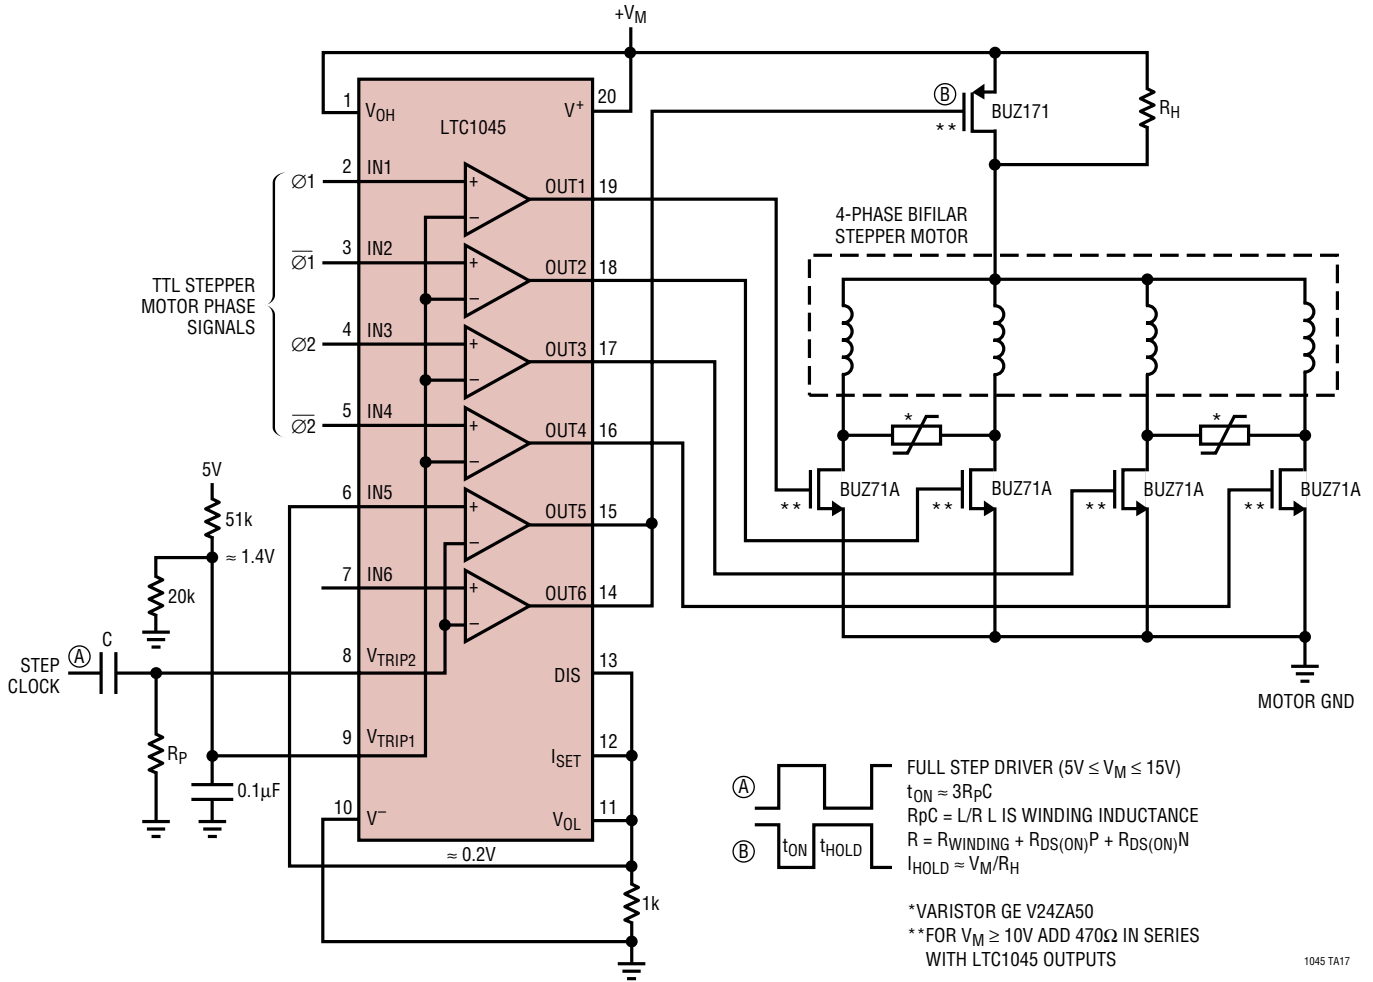 +VM
1
VOH
LTC1045
V+
20
Ⓑ
**
BUZ171
RH
TTL STEPPER
MOTOR PHASE
SIGNALS
∅1
2
IN1
+
−
OUT1
19
∅̅1̅
3
IN2
+
−
OUT2
18
∅2
4
IN3
+
−
OUT3
17
∅̅2̅
5
IN4
+
−
OUT4
16
4-PHASE BIFILAR
STEPPER MOTOR
*
*
**
BUZ71A
**
BUZ71A
**
BUZ71A
**
BUZ71A
5V
51k
≈ 1.4V
20k
6
IN5
+
−
OUT5
15
7
IN6
+
−
OUT6
14
STEP
CLOCK
Ⓐ
C
RP
0.1µF
8
VTRIP2
9
VTRIP1
10
V−
DIS
13
ISET
12
VOL
11
≈ 0.2V
1k
MOTOR GND
Ⓐ
Ⓑ
tON
tHOLD
FULL STEP DRIVER (5V ≤ VM ≤ 15V)
tON ≈ 3RPC
RpC = L/R L IS WINDING INDUCTANCE
R = RWINDING + RDS(ON)P + RDS(ON)N
IHOLD ≈ VM/RH
*VARISTOR GE V24ZA50
**FOR VM ≥ 10V ADD 470Ω IN SERIES
WITH LTC1045 OUTPUTS
1045 TA17